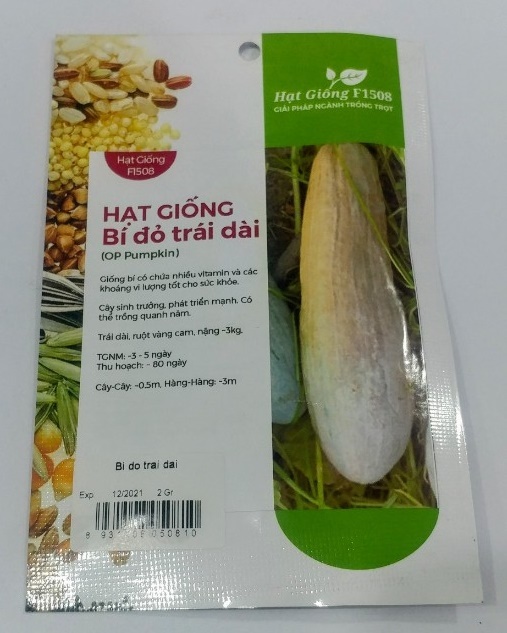 Hạt Giống F1508
GIẢI PHÁP NGÀNH TRỒNG TRỌT
Hạt Giống
F1508
HẠT GIỐNG
Bí đỏ trái dài
(OP Pumpkin)
Giống bí có chứa nhiều vitamin và các
khoáng vi lượng tốt cho sức khỏe.
Cây sinh trưởng, phát triển mạnh. Có
thể trồng quanh năm.
Trái dài, ruột vàng cam, nặng ~3kg.
TGNM: ~3 - 5 ngày
Thu hoạch: ~ 80 ngày
Cây-Cây: ~0.5m, Hàng-Hàng: ~3m
Bi do trai dai
Exp 12/2021 2 Gr